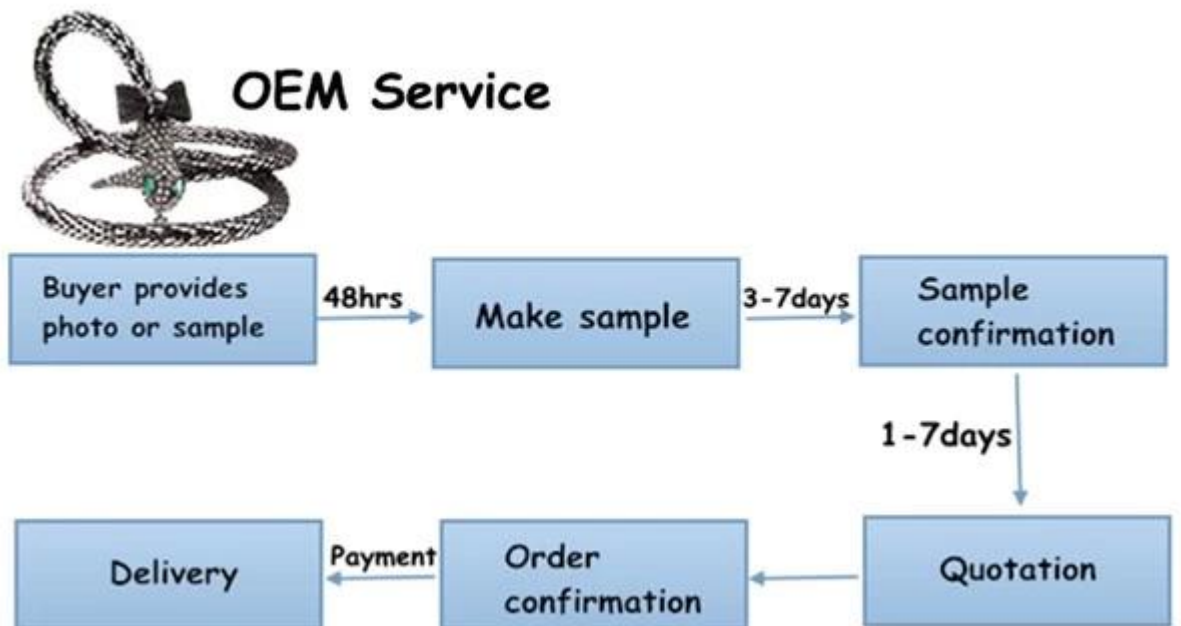 OEM Service
Buyer provides
photo or sample
48hrs
Make sample
3-7days
Sample
confirmation
1-7days
Quotation
Order
confirmation
Payment
Delivery